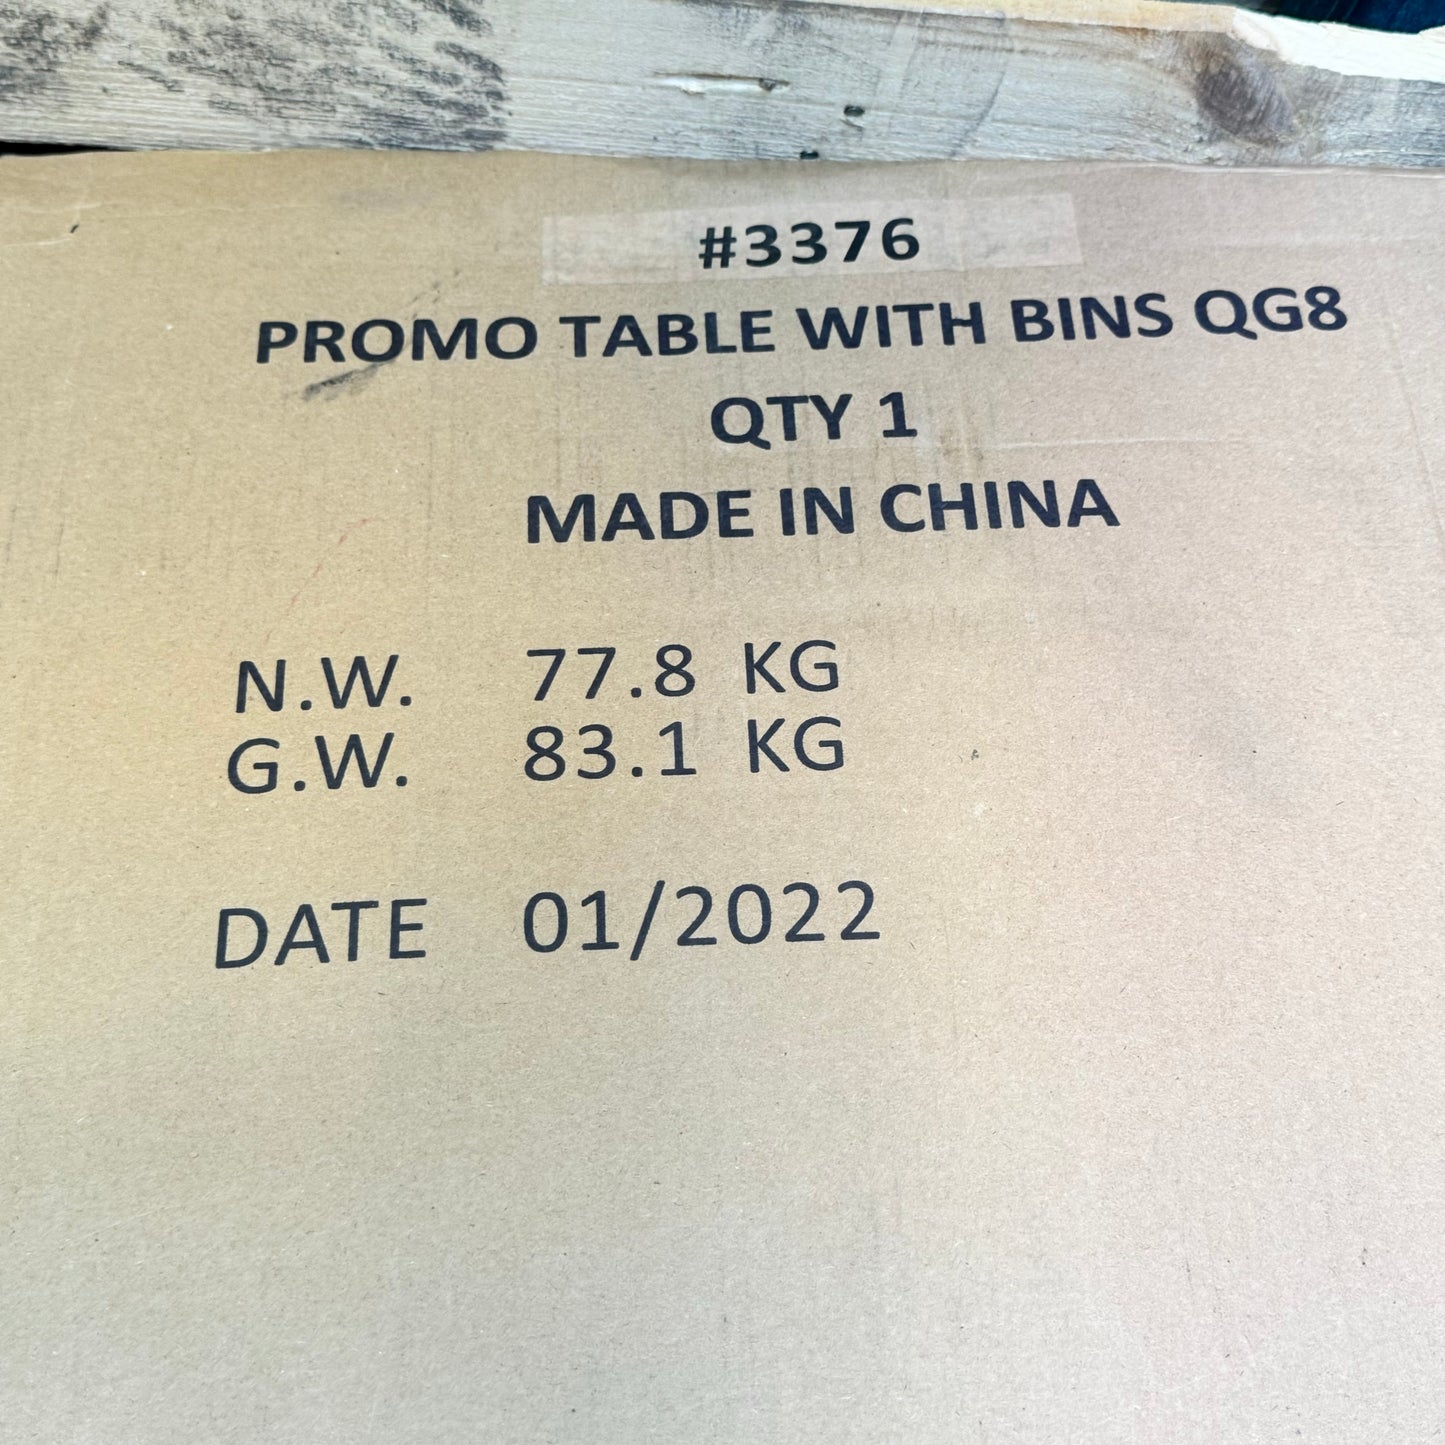 #3376
PROMO TABLE WITH BINS QG8
QTY 1
MADE IN CHINA
N.W. 77.8 KG
G.W. 83.1 KG
DATE 01/2022